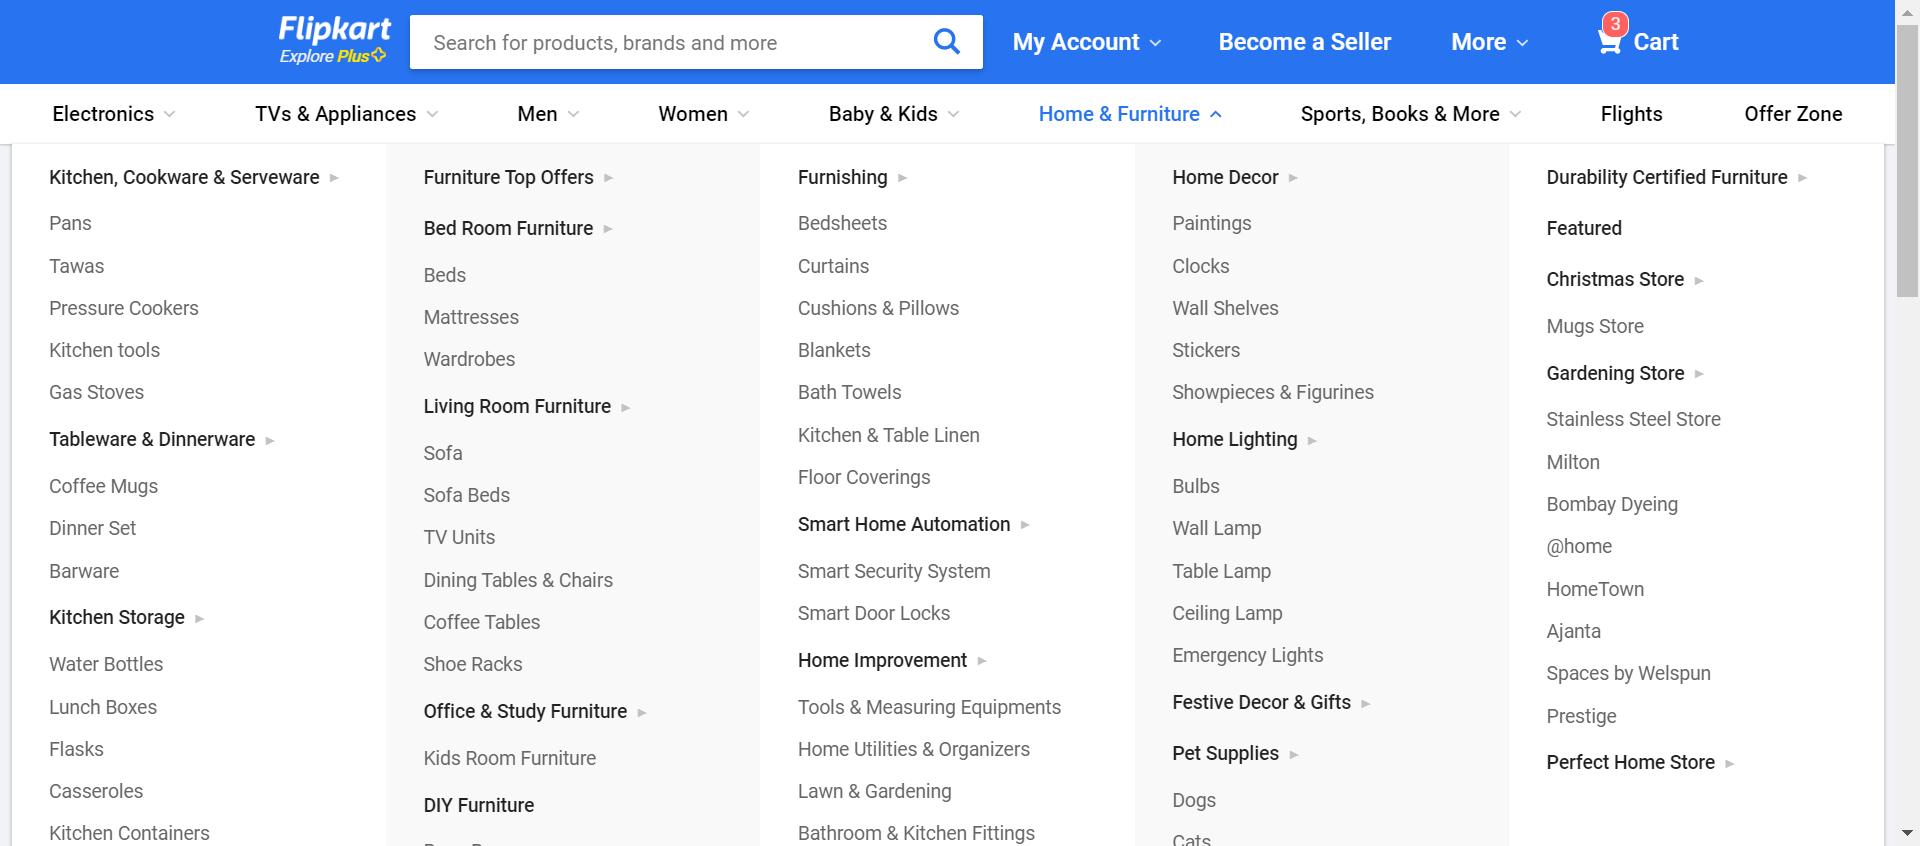 Flipkart
Explore Plus
Search for products, brands and more
My Account
Become a Seller
More
3
Cart
Electronics
TVs & Appliances
Men
Women
Baby & Kids
Home & Furniture
Sports, Books & More
Flights
Offer Zone
Kitchen, Cookware & Serveware
Pans
Tawas
Pressure Cookers
Kitchen tools
Gas Stoves
Tableware & Dinnerware
Coffee Mugs
Dinner Set
Barware
Kitchen Storage
Water Bottles
Lunch Boxes
Flasks
Casseroles
Kitchen Containers
Furniture Top Offers
Bed Room Furniture
Beds
Mattresses
Wardrobes
Living Room Furniture
Sofa
Sofa Beds
TV Units
Dining Tables & Chairs
Coffee Tables
Shoe Racks
Office & Study Furniture
Kids Room Furniture
DIY Furniture
Furnishing
Bedsheets
Curtains
Cushions & Pillows
Blankets
Bath Towels
Kitchen & Table Linen
Floor Coverings
Smart Home Automation
Smart Security System
Smart Door Locks
Home Improvement
Tools & Measuring Equipments
Home Utilities & Organizers
Lawn & Gardening
Bathroom & Kitchen Fittings
Home Decor
Paintings
Clocks
Wall Shelves
Stickers
Showpieces & Figurines
Home Lighting
Bulbs
Wall Lamp
Table Lamp
Ceiling Lamp
Emergency Lights
Festive Decor & Gifts
Pet Supplies
Dogs
Cats
Durability Certified Furniture
Featured
Christmas Store
Mugs Store
Gardening Store
Stainless Steel Store
Milton
Bombay Dyeing
@home
HomeTown
Ajanta
Spaces by Welspun
Prestige
Perfect Home Store